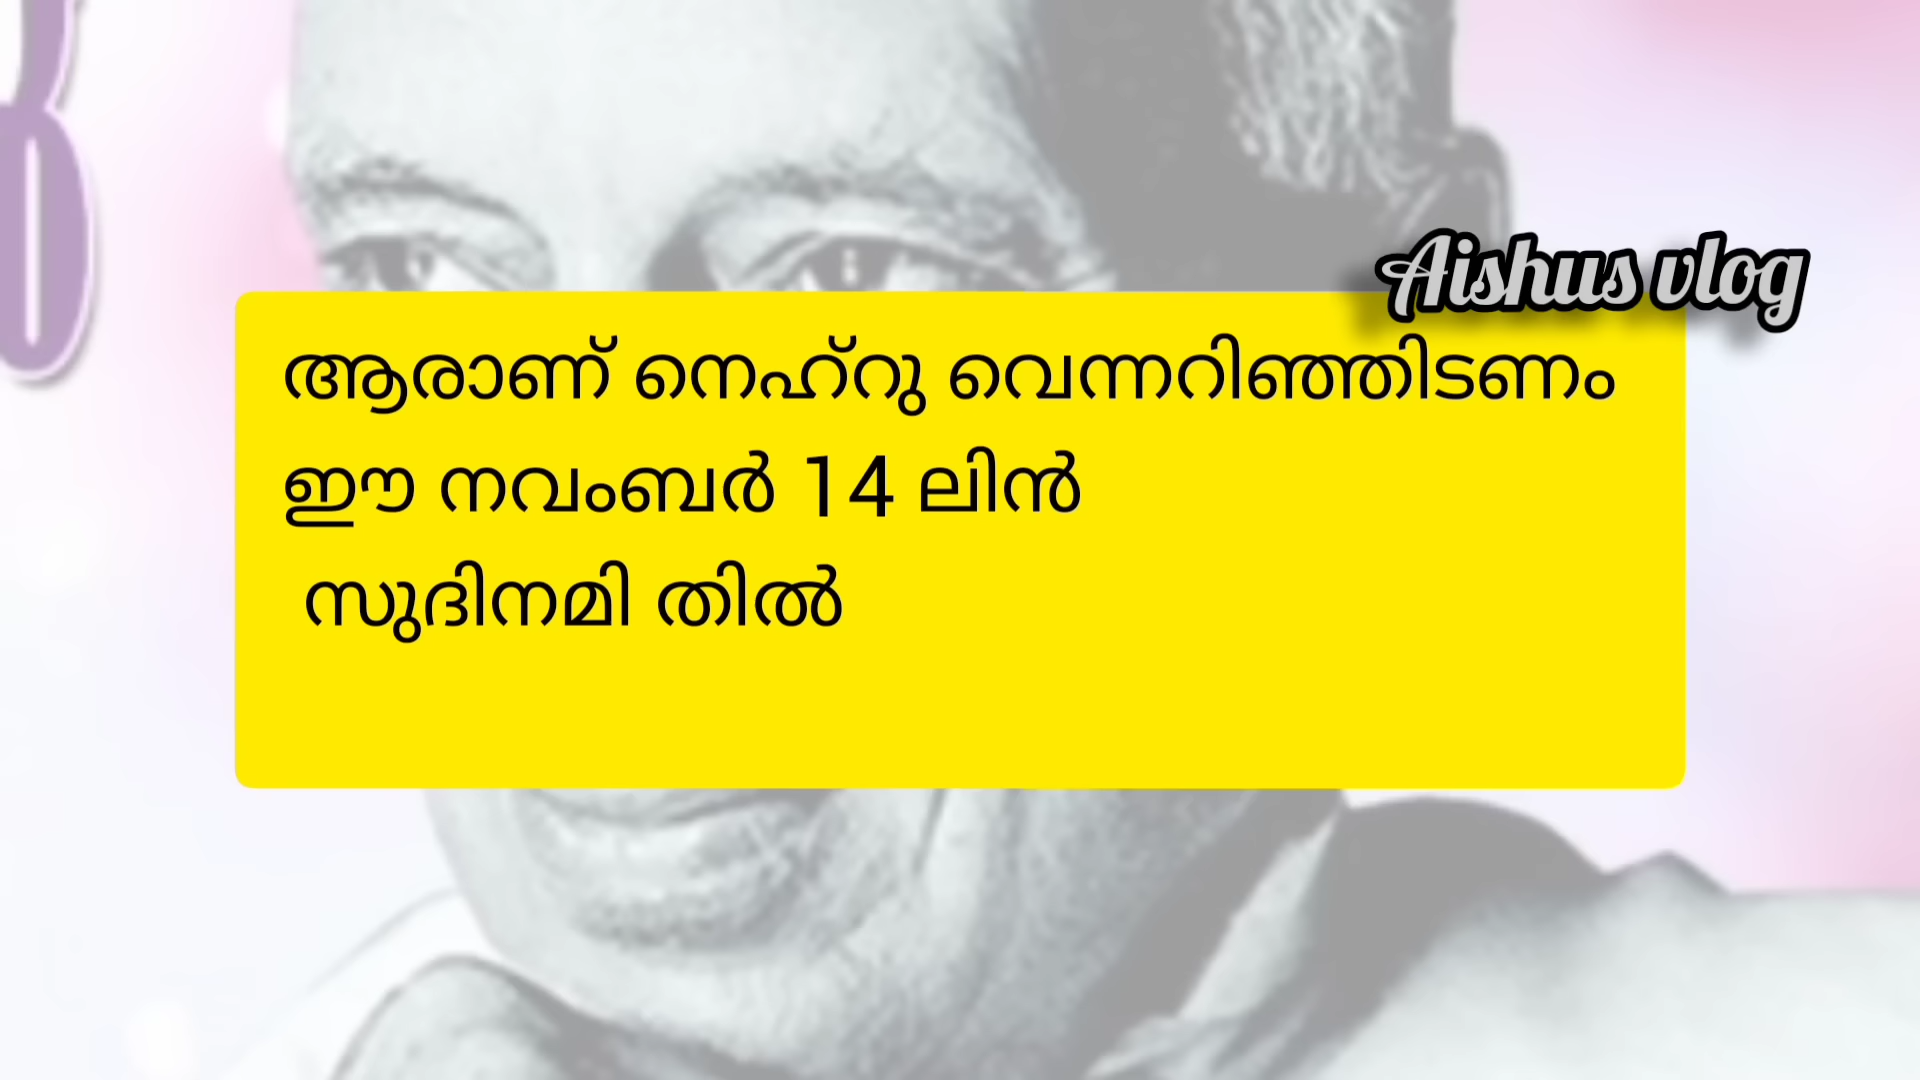 Aishus vlog
ആരാണ് നെഹ്റു വെന്നറിഞ്ഞിടണം
ഈ നവംബർ 14 ലിൻ
സുദിനമി തിൽ